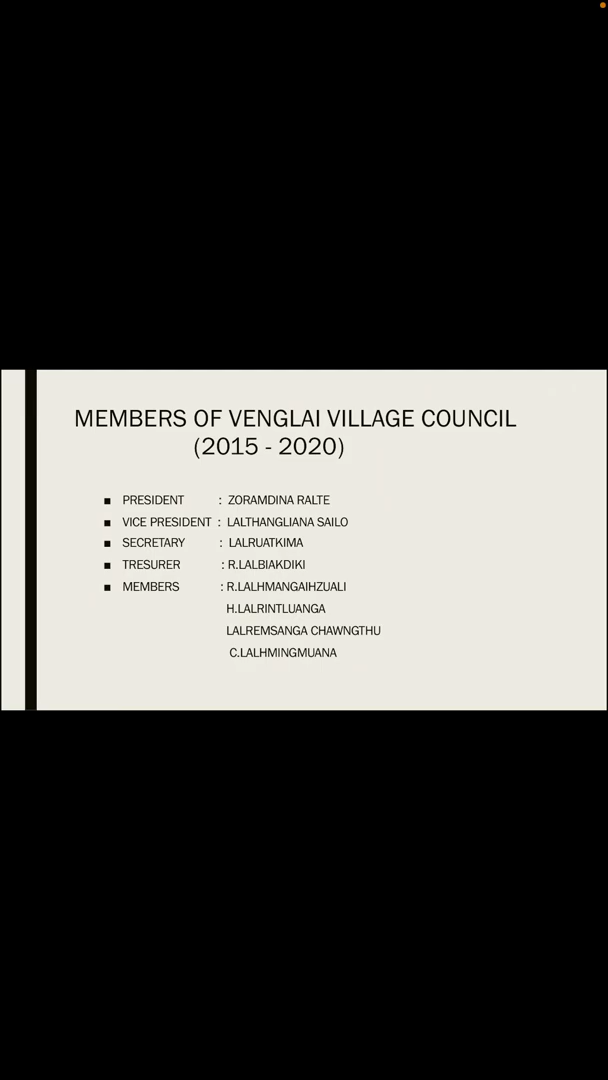 MEMBERS OF VENGLAI VILLAGE COUNCIL
(2015 - 2020)
■ PRESIDENT : ZORAMDINA RALTE
■ VICE PRESIDENT : LALTHANGLIANA SAILO
■ SECRETARY : LALRUATKIMA
■ TRESURER : R.LALBIAKDIKI
■ MEMBERS : R.LALHMANGAIHZUALI
H.LALRINTLUANGA
LALREMSANGA CHAWNGTHU
C.LALHMINGMUANA